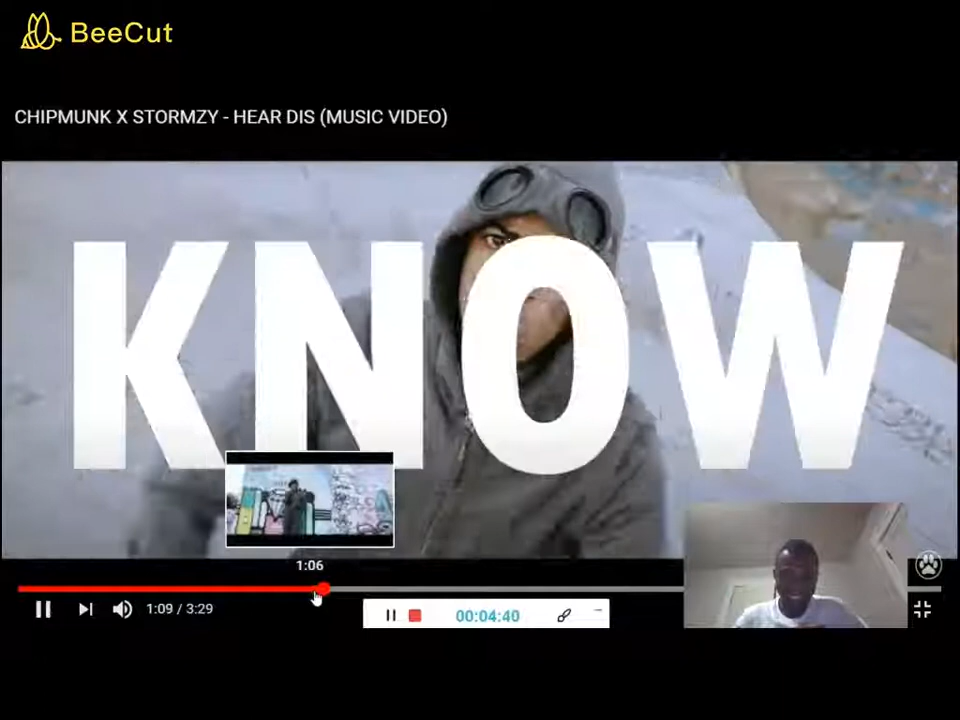 BeeCut
CHIPMUNK X STORMZY - HEAR DIS (MUSIC VIDEO)
KNOW
1:06
1:09 / 3:29
00:04:40